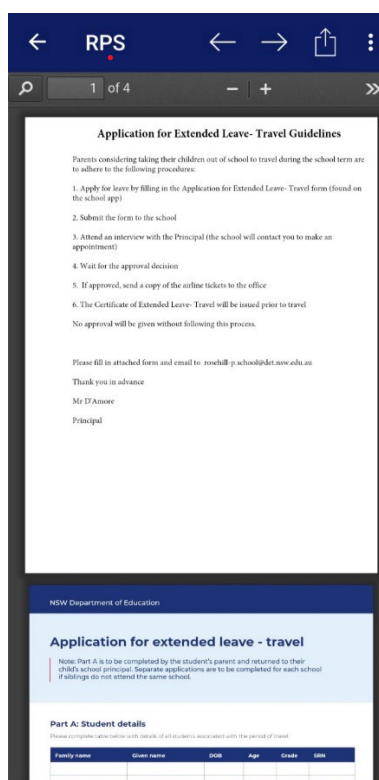 RPS
1 of 4
Application for Extended Leave- Travel Guidelines
Parents considering taking their children out of school to travel during the school term are
to adhere to the following procedures:
1. Apply for leave by filling in the Application for Extended Leave- Travel form (found on
the school app)
2. Submit the form to the school
3. Attend an interview with the Principal (the school will contact you to make an
appointment)
4. Wait for the approval decision
5. If approved, send a copy of the airline tickets to the office
6. The Certificate of Extended Leave- Travel will be issued prior to travel
No approval will be given without following this process.
Please fill in attached form and email to rosehill-p.school@det.nsw.edu.au
Thank you in advance
Mr D'Amore
Principal
NSW Department of Education
Application for extended leave - travel
Note: Part A is to be completed by the student's parent and returned to their
child's school principal. Separate applications are to be completed for each school
if siblings do not attend the same school.
Part A: Student details
Please complete table below with details of all students associated with the period of travel
Family name Given name DOB Age Grade SRN